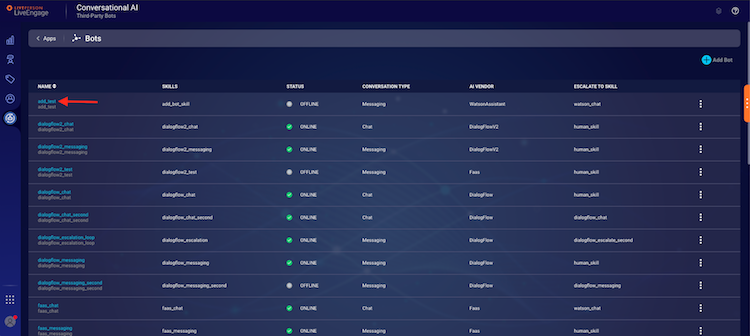 LIVEPERSON
LiveEngage
Conversational AI
Third-Party Bots
Apps
Bots
Add Bot
NAME SKILLS STATUS CONVERSATION TYPE AI VENDOR ESCALATE TO SKILL
add_test
add_test
add_bot_skill OFFLINE Messaging WatsonAssistant watson_chat
dialogflow2_chat
dialogflow2_chat
dialogflow2_chat ONLINE Chat DialogFlowV2 human_skill
dialogflow2_messaging
dialogflow2_messaging
dialogflow2_messaging ONLINE Messaging DialogFlowV2 human_skill
dialogflow2_test
dialogflow2_test
dialogflow2_test OFFLINE Messaging Faas human_skill
dialogflow_chat
dialogflow_chat
dialogflow_chat ONLINE Chat DialogFlow human_skill
dialogflow_chat_second
dialogflow_chat_second
dialogflow_chat_second ONLINE Chat DialogFlow dialogflow_chat
dialogflow_escalation_loop
dialogflow_escalation_loop
dialogflow_escalation ONLINE Messaging DialogFlow dialogflow_escalate_second
dialogflow_messaging
dialogflow_messaging
dialogflow_messaging ONLINE Messaging DialogFlow human_skill
dialogflow_messaging_second
dialogflow_messaging_second
dialogflow_messaging_second OFFLINE Messaging DialogFlow dialogflow_messaging
faas_chat
faas_chat
faas_chat ONLINE Chat Faas watson_chat
faas_messaging
faas_messaging
faas_messaging ONLINE Messaging Faas human_skill